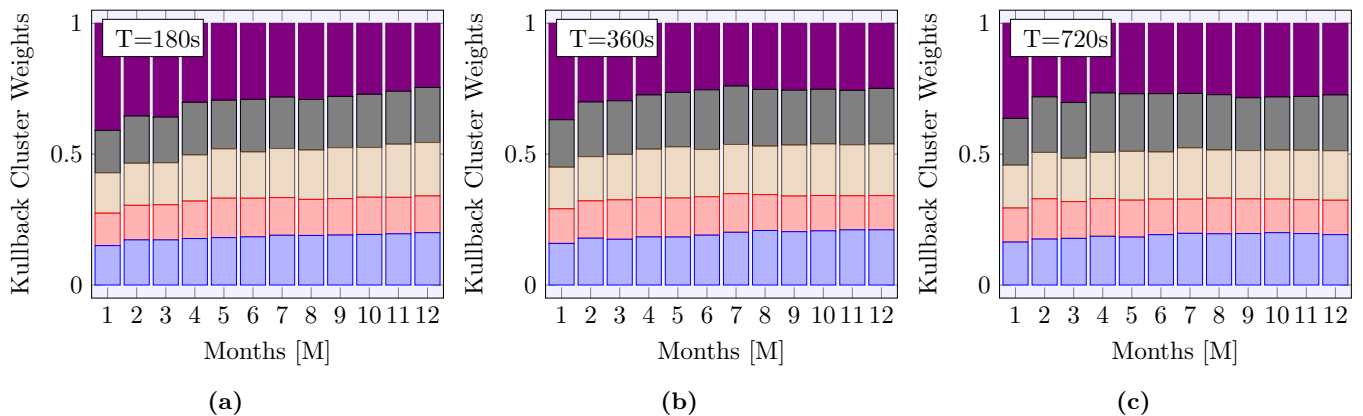 Kullback Cluster Weights
1
0.5
0
T=180s
1 2 3 4 5 6 7 8 9 10 11 12
Months [M]
(a)
Kullback Cluster Weights
1
0.5
0
T=360s
1 2 3 4 5 6 7 8 9 10 11 12
Months [M]
(b)
Kullback Cluster Weights
1
0.5
0
T=720s
1 2 3 4 5 6 7 8 9 10 11 12
Months [M]
(c)